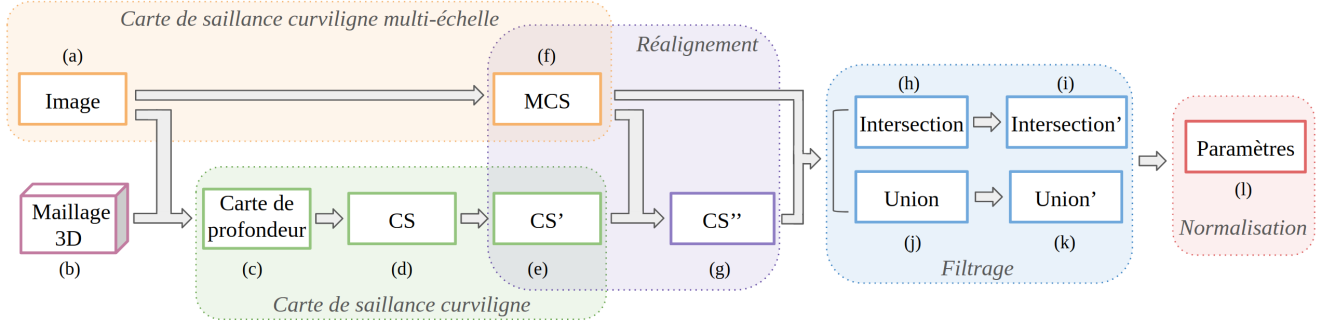 Carte de saillance curviligne multi-échelle
(a)
Image
(f)
MCS
Réalignement
Maillage
3D
(b)
Carte de
profondeur
(c)
CS
(d)
CS’
(e)
CS’’
(g)
Carte de saillance curviligne
(h)
Intersection
(i)
Intersection’
Union
(j)
Union’
(k)
Filtrage
Paramètres
(l)
Normalisation